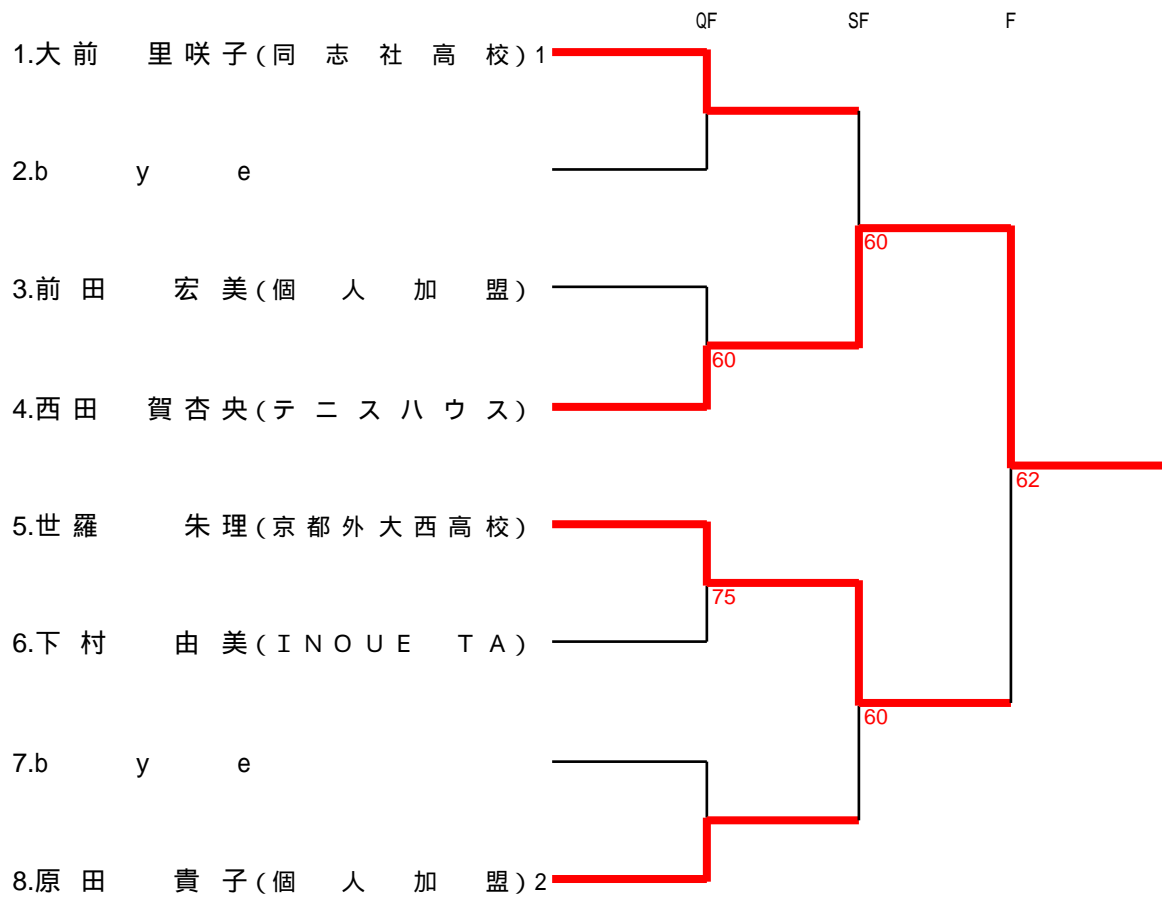 QF SF F
1.大前 里咲子(同志社高校)1
2.bye
60
3.前田 宏美(個人加盟)
60
4.西田 賀杏央(テニスハウス)
62
5.世羅 朱理(京都外大西高校)
75
6.下村 由美(INOUE TA)
60
7.bye
8.原田 貴子(個人加盟)2